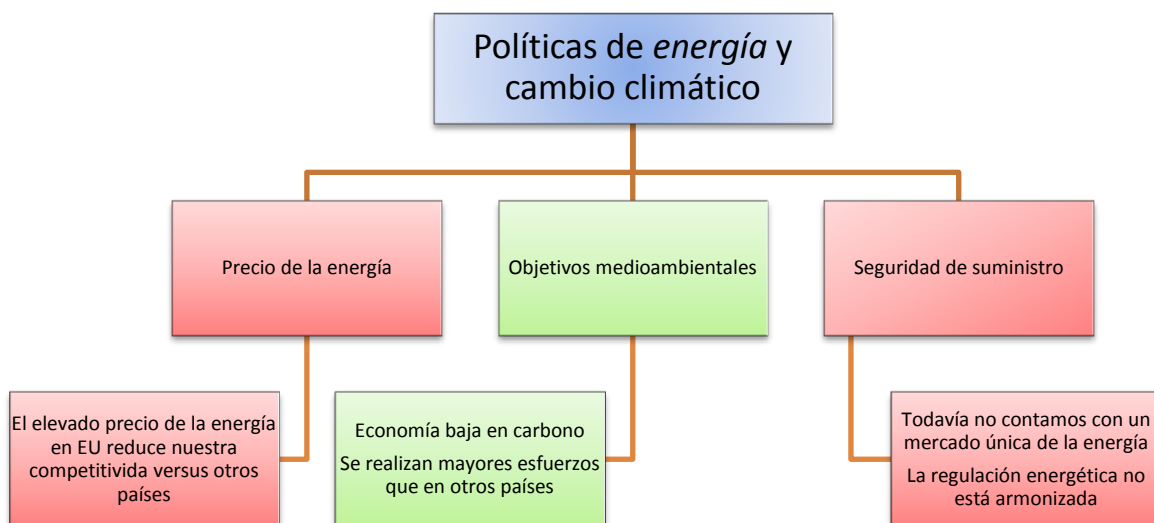 Políticas de energía y
cambio climático
Precio de la energía
Objetivos medioambientales
Seguridad de suministro
El elevado precio de la energía
en EU reduce nuestra
competitivida versus otros
países
Economía baja en carbono
Se realizan mayores esfuerzos
que en otros países
Todavía no contamos con un
mercado única de la energía
La regulación energética no
está armonizada